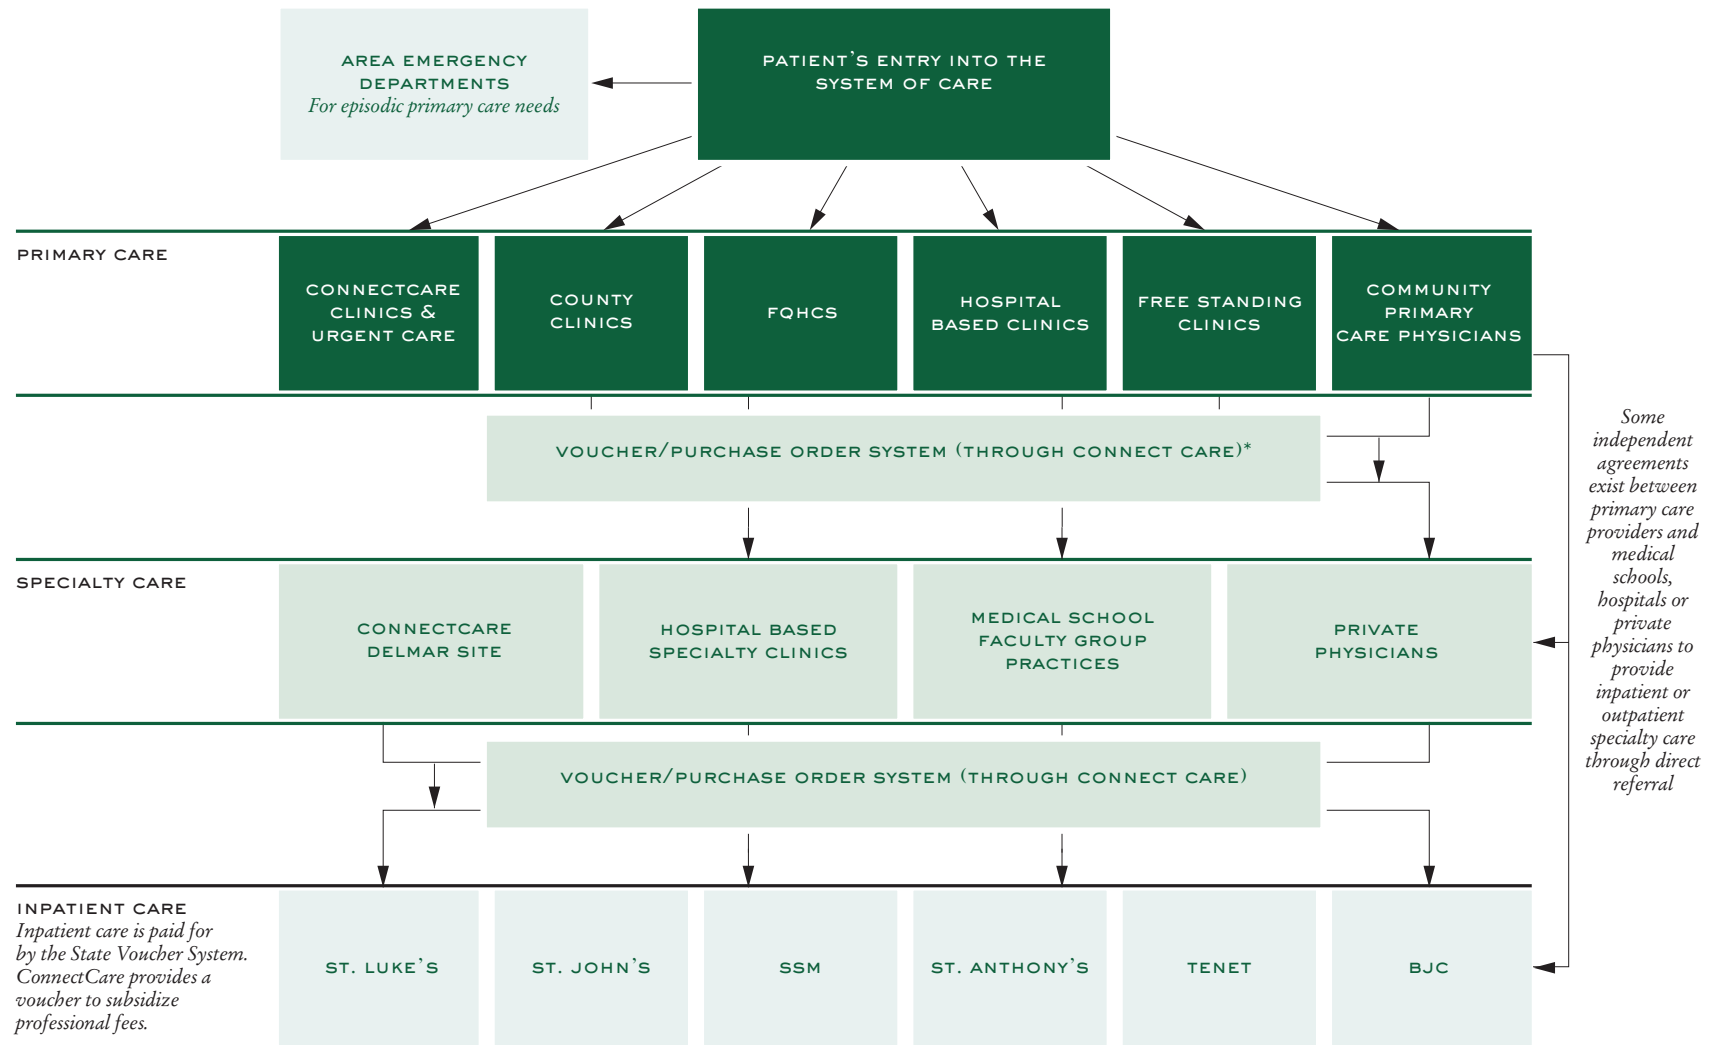 AREA EMERGENCY
DEPARTMENTS
For episodic primary care needs
PATIENT'S ENTRY INTO THE
SYSTEM OF CARE
PRIMARY CARE
CONNECTCARE
CLINICS &
URGENT CARE
COUNTY
CLINICS
FQHCS
HOSPITAL
BASED CLINICS
FREE STANDING
CLINICS
COMMUNITY
PRIMARY
CARE PHYSICIANS
VOUCHER/PURCHASE ORDER SYSTEM (THROUGH CONNECT CARE)*
Some
independent
agreements
exist between
primary care
providers and
medical
schools,
hospitals or
private
physicians to
provide
inpatient or
outpatient
specialty care
through direct
referral
SPECIALTY CARE
CONNECTCARE
DELMAR SITE
HOSPITAL BASED
SPECIALTY CLINICS
MEDICAL SCHOOL
FACULTY GROUP
PRACTICES
PRIVATE
PHYSICIANS
VOUCHER/PURCHASE ORDER SYSTEM (THROUGH CONNECT CARE)
INPATIENT CARE
Inpatient care is paid for
by the State Voucher System.
ConnectCare provides a
voucher to subsidize
professional fees.
ST. LUKE'S
ST. JOHN'S
SSM
ST. ANTHONY'S
TENET
BJC